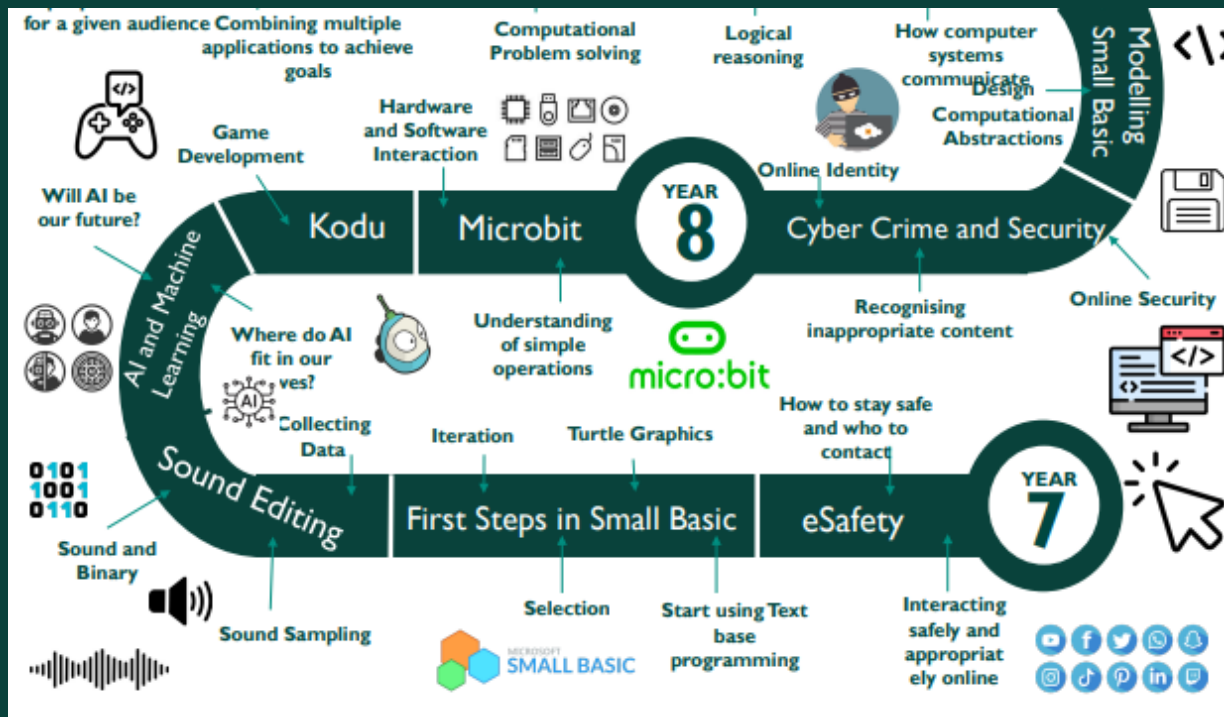 for a given audience
Combining multiple
applications to achieve
goals
Computational
Problem solving
Logical
reasoning
How computer
systems
communicate
Design
Computational
Abstractions
Modelling
Small Basic
</>
</>
Hardware
and Software
Interaction
Game
Development
Online Identity
Will AI be
our future?
Kodu
Microbit
YEAR
8
Cyber Crime and Security
AI and Machine
Learning
Where do AI
fit in our
ves?
AI
Understanding
of simple
operations
micro:bit
Recognising
inappropriate content
Online Security
</>
Collecting
Data
Iteration
Turtle Graphics
How to stay safe
and who to
contact
0101
1001
0110
Sound Editing
First Steps in Small Basic
eSafety
YEAR
7
Sound and
Binary
Sound Sampling
Selection
Start using Text
base
programming
Interacting
safely and
appropriat
ely online
MICROSOFT
SMALL BASIC